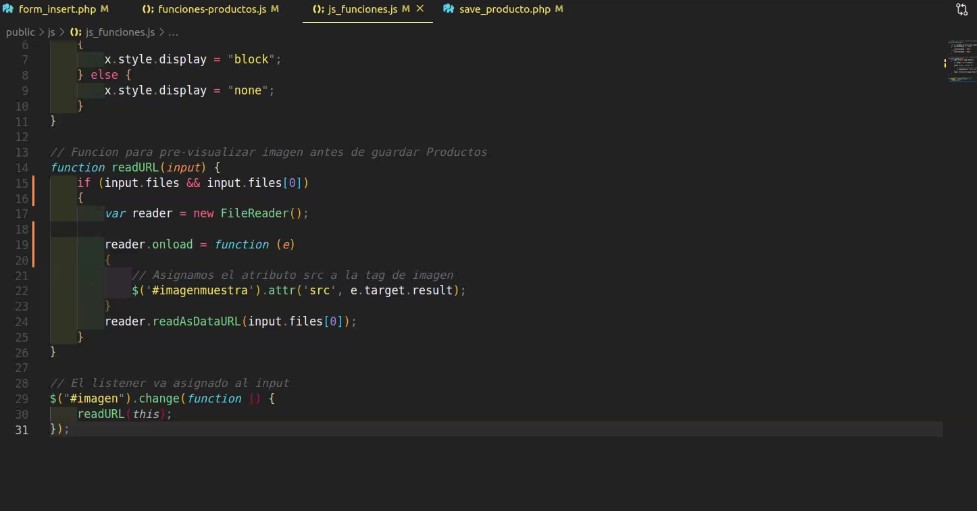 form_insert.php M
(); funciones-productos.js M
(); js_funciones.js M ×
save_producto.php M
public > js > (); js_funciones.js > ...
6 {
7 x.style.display = "block";
8 } else {
9 x.style.display = "none";
10 }
11 }
12
13 // Funcion para pre-visualizar imagen antes de guardar Productos
14 function readURL(input) {
15 if (input.files && input.files[0])
16 {
17 var reader = new FileReader();
18
19 reader.onload = function (e)
20 {
21 // Asignamos el atributo src a la tag de imagen
22 $('#imagenmuestra').attr('src', e.target.result);
23 }
24 reader.readAsDataURL(input.files[0]);
25 }
26 }
27
28 // El listener va asignado al input
29 $("#imagen").change(function () {
30 readURL(this);
31 });